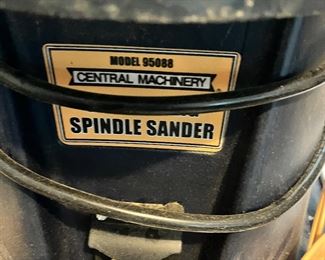 MODEL 95088
CENTRAL MACHINERY
SPINDLE SANDER